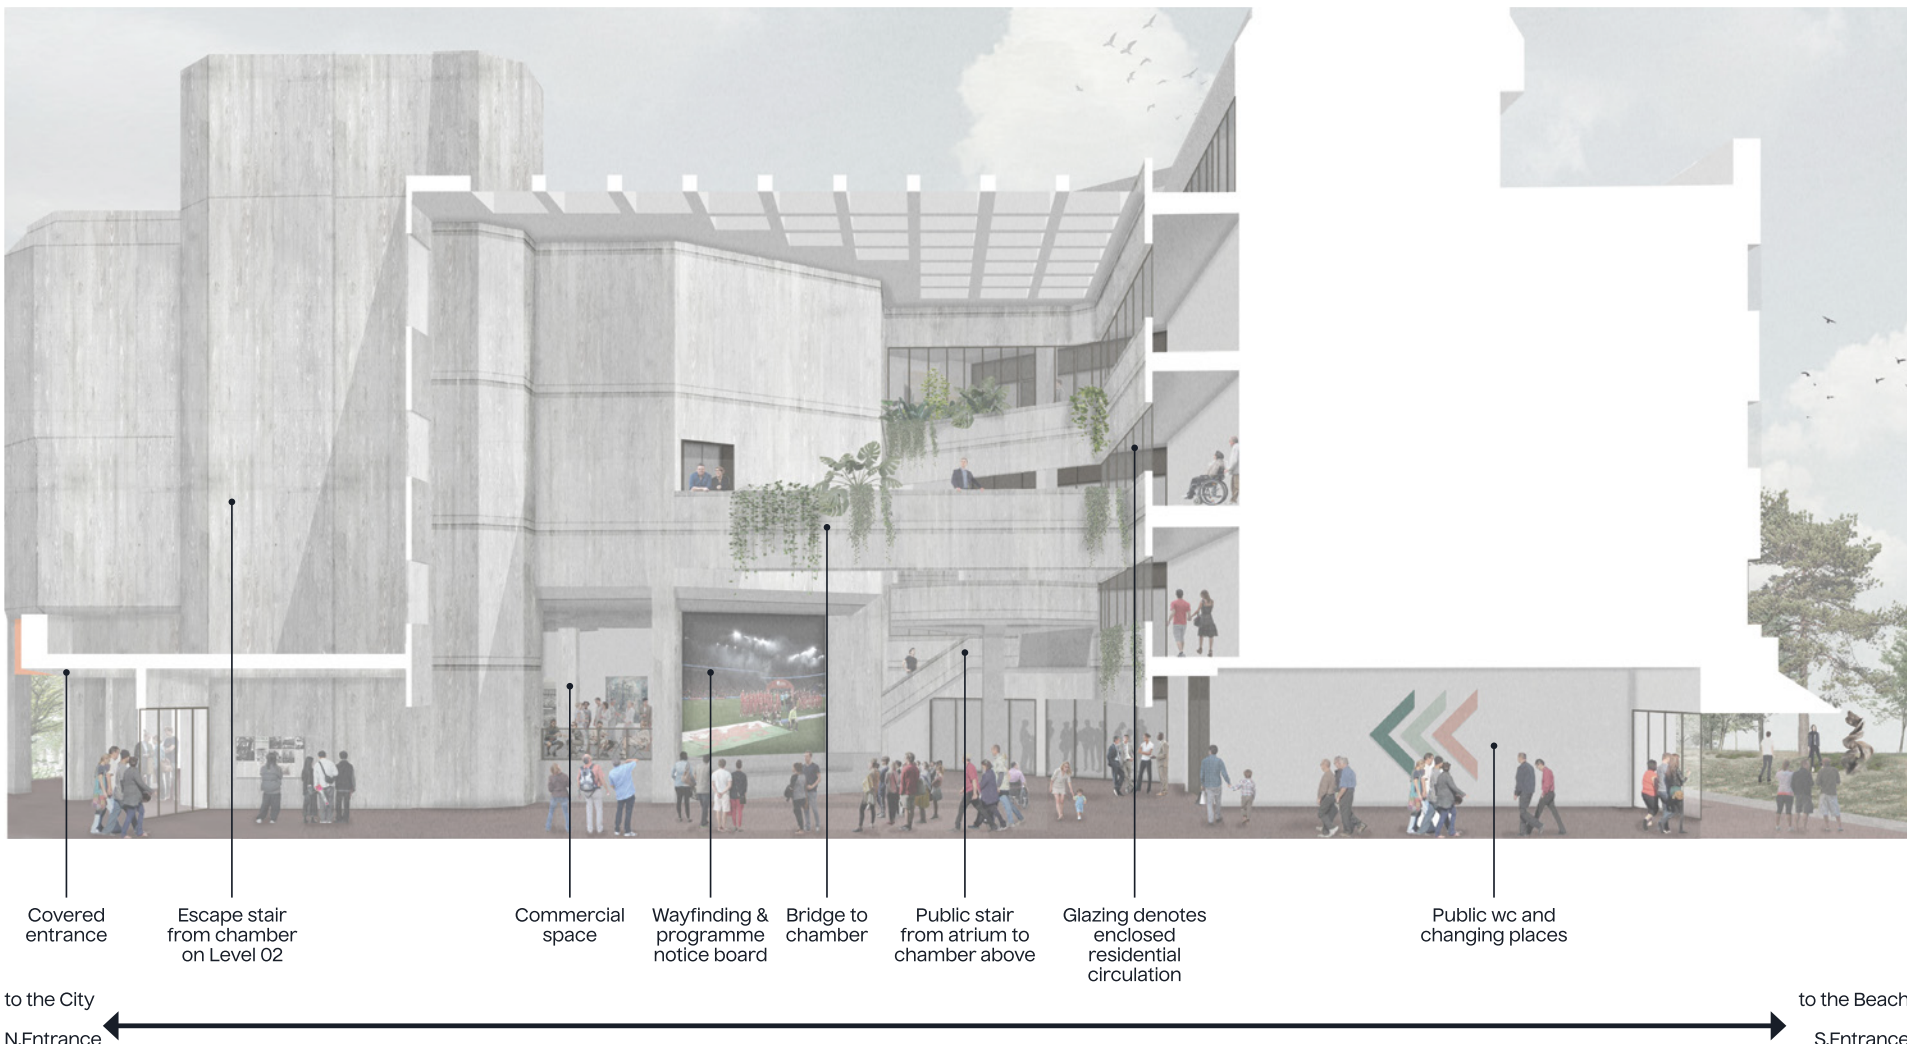 Covered
entrance
Escape stair
from chamber
on Level 02
Commercial
space
Wayfinding &
programme
notice board
Bridge to
chamber
Public stair
from atrium to
chamber above
Glazing denotes
enclosed
residential
circulation
Public wc and
changing places
to the City
to the Beach
N.Entrance
S.Entrance